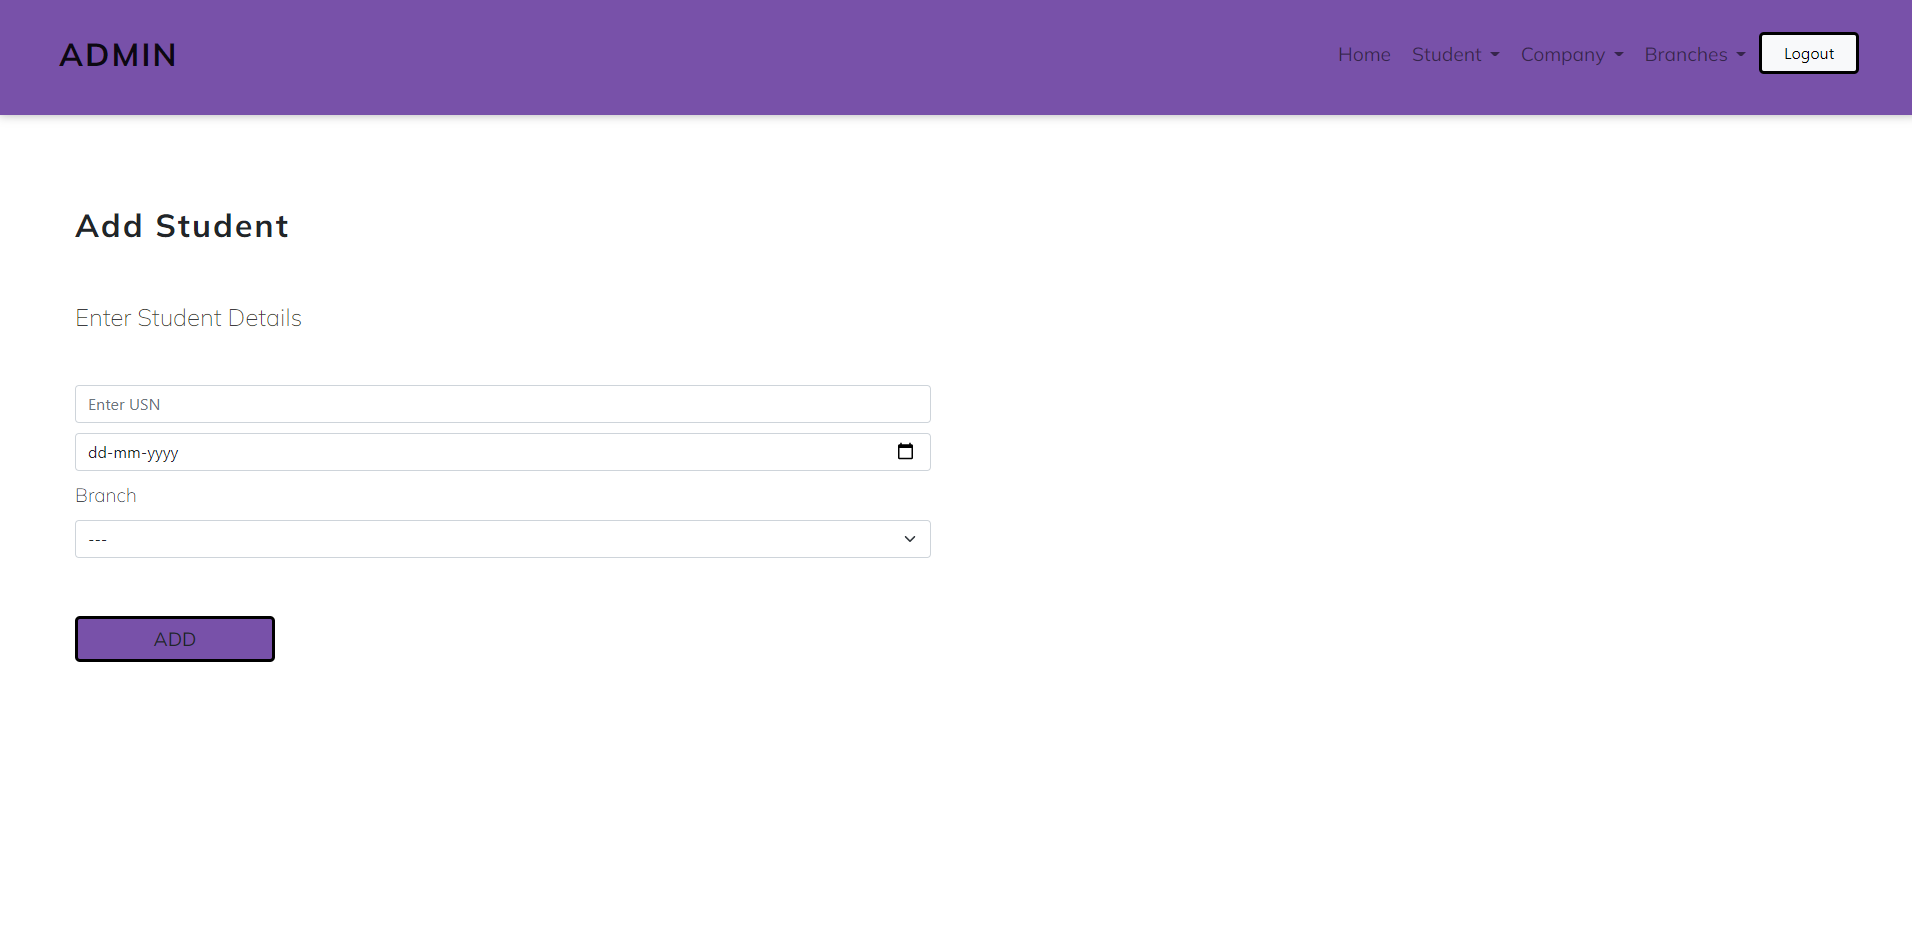 ADMIN
Home Student Company Branches Logout
Add Student
Enter Student Details
Enter USN
dd-mm-yyyy
Branch
---
ADD